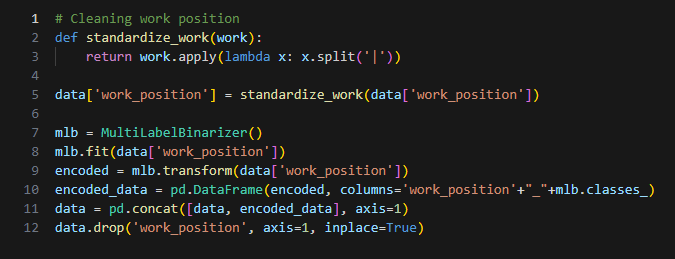 1 # Cleaning work position
2 def standardize_work(work):
3     return work.apply(lambda x: x.split('|'))
4
5 data['work_position'] = standardize_work(data['work_position'])
6
7 mlb = MultiLabelBinarizer()
8 mlb.fit(data['work_position'])
9 encoded = mlb.transform(data['work_position'])
10 encoded_data = pd.DataFrame(encoded, columns='work_position'+"_"+mlb.classes_)
11 data = pd.concat([data, encoded_data], axis=1)
12 data.drop('work_position', axis=1, inplace=True)